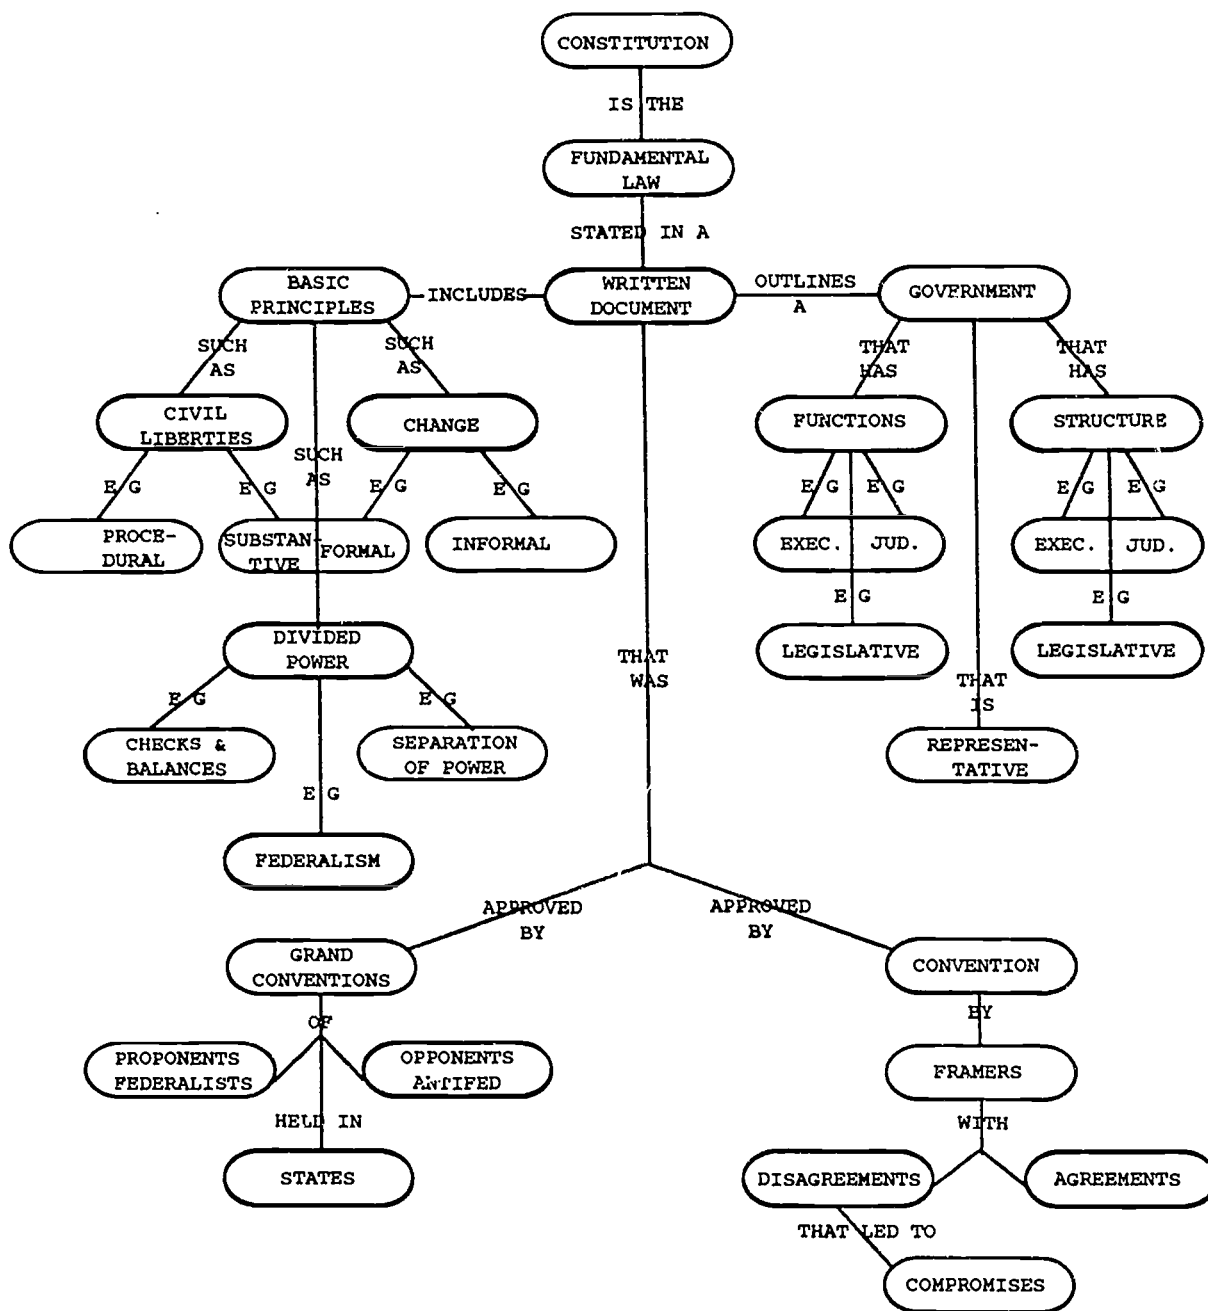 CONSTITUTION
IS THE
FUNDAMENTAL
LAW
STATED IN A
BASIC
PRINCIPLES
INCLUDES
WRITTEN
DOCUMENT
OUTLINES
A
GOVERNMENT
SUCH
AS
SUCH
AS
THAT
HAS
THAT
HAS
CIVIL
LIBERTIES
CHANGE
FUNCTIONS
STRUCTURE
SUCH
AS
E G
E G
E G
E G
E G
E G
E G
E G
PROCE-
DURAL
SUBSTAN-
TIVE
FORMAL
INFORMAL
EXEC.
JUD.
EXEC.
JUD.
E G
E G
DIVIDED
POWER
THAT
WAS
LEGISLATIVE
LEGISLATIVE
E G
E G
THAT
IS
CHECKS &
BALANCES
SEPARATION
OF POWER
REPRESEN-
TATIVE
E G
FEDERALISM
APPROVED
BY
APPROVED
BY
GRAND
CONVENTIONS
CONVENTION
OF
BY
PROPONENTS
FEDERALISTS
OPPONENTS
ANTIFED
FRAMERS
HELD IN
WITH
STATES
DISAGREEMENTS
AGREEMENTS
THAT LED TO
COMPROMISES